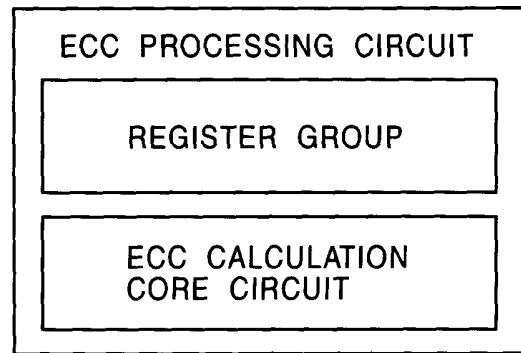 ECC PROCESSING CIRCUIT
REGISTER GROUP
ECC CALCULATION
CORE CIRCUIT